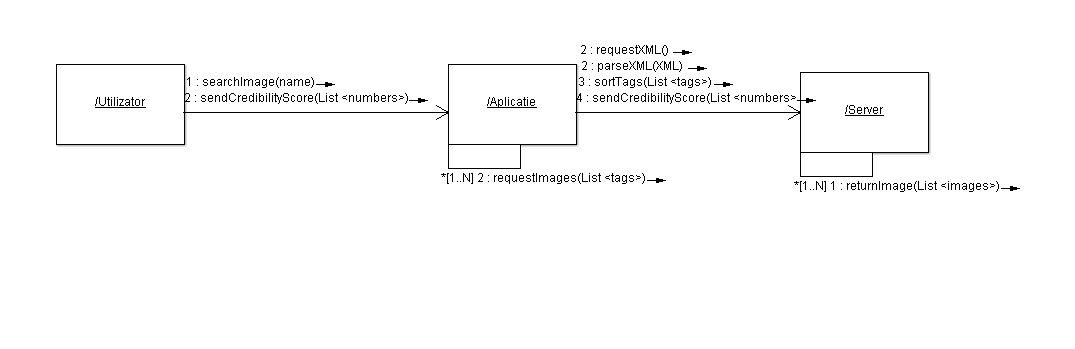 /Utilizator
1 : searchImage(name)
2 : sendCredibilityScore(List <numbers>)
/Aplicatie
2 : requestXML()
2 : parseXML(XML)
3 : sortTags(List <tags>)
4 : sendCredibilityScore(List <numbers>
/Server
*[1..N] 2 : requestImages(List <tags>)
*[1..N] 1 : returnImage(List <images>)